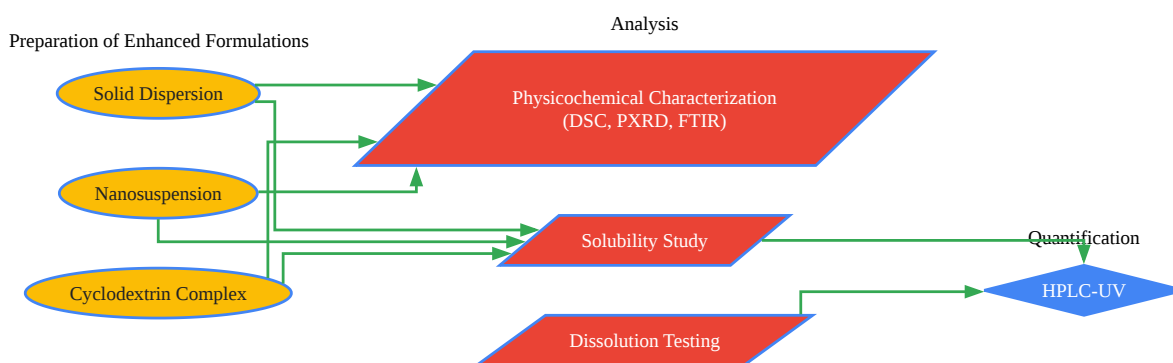 Analysis
Preparation of Enhanced Formulations
Solid Dispersion
Physicochemical Characterization
(DSC, PXRD, FTIR)
Nanosuspension
Solubility Study
Quantification
Cyclodextrin Complex
HPLC-UV
Dissolution Testing